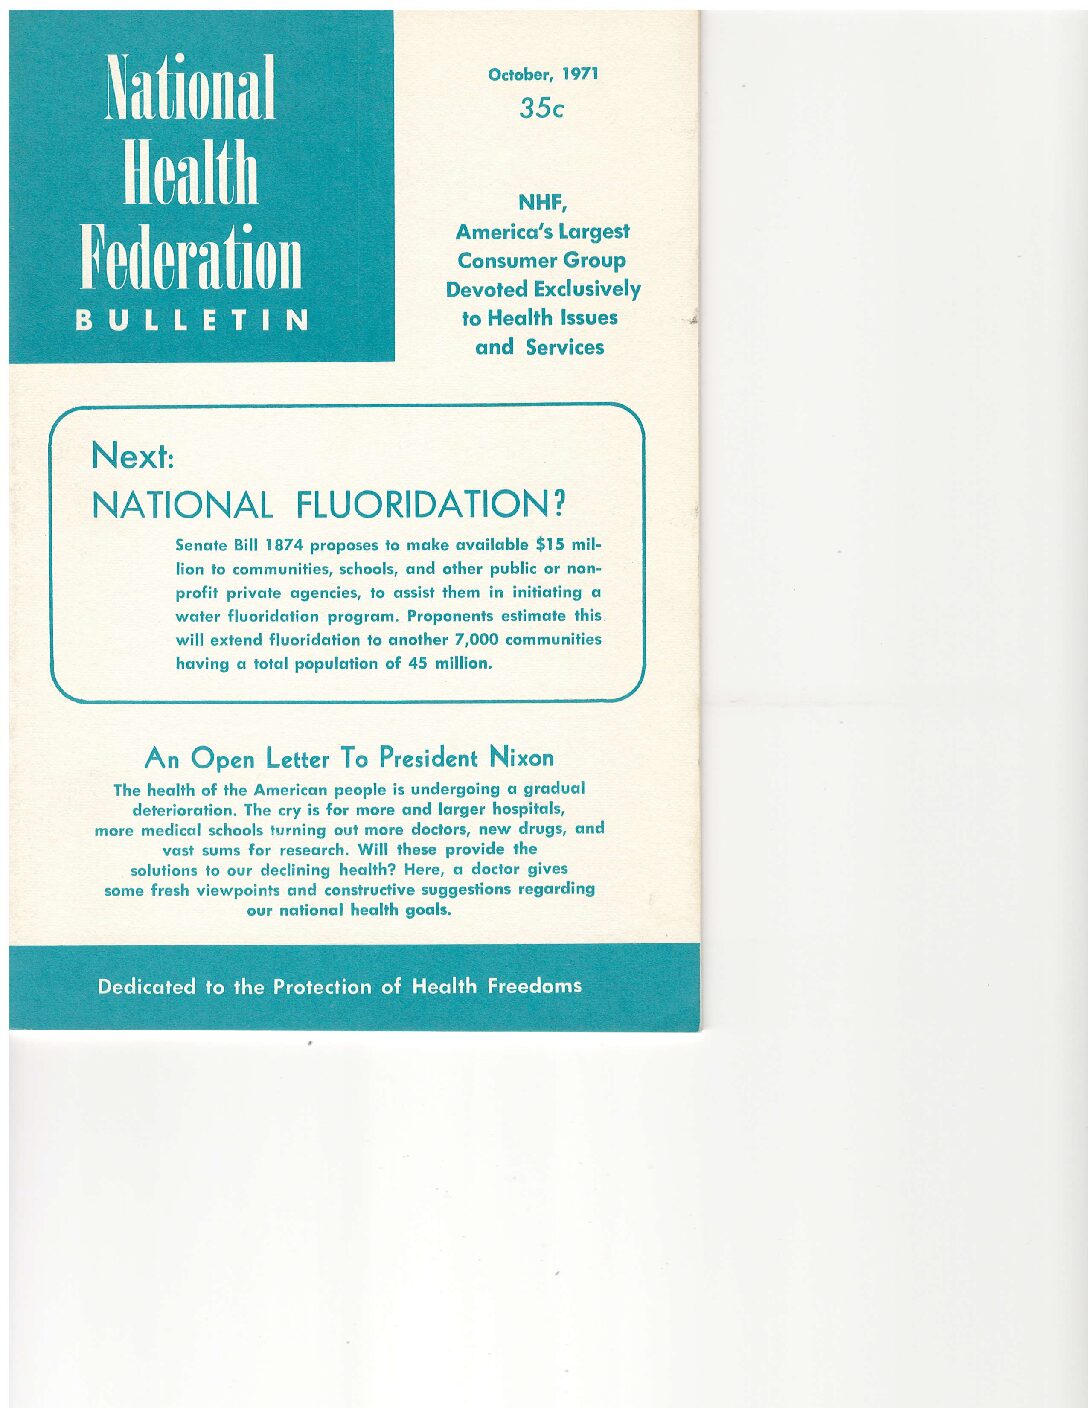 National
Health
Federation
BULLETIN
October, 1971
35c
NHF,
America's Largest
Consumer Group
Devoted Exclusively
to Health Issues
and Services
Next:
NATIONAL FLUORIDATION?
Senate Bill 1874 proposes to make available $15 mil-
lion to communities, schools, and other public or non-
profit private agencies, to assist them in initiating a
water fluoridation program. Proponents estimate this
will extend fluoridation to another 7,000 communities
having a total population of 45 million.
An Open Letter To President Nixon
The health of the American people is undergoing a gradual
deterioration. The cry is for more and larger hospitals,
more medical schools turning out more doctors, new drugs, and
vast sums for research. Will these provide the
solutions to our declining health? Here, a doctor gives
some fresh viewpoints and constructive suggestions regarding
our national health goals.
Dedicated to the Protection of Health Freedoms